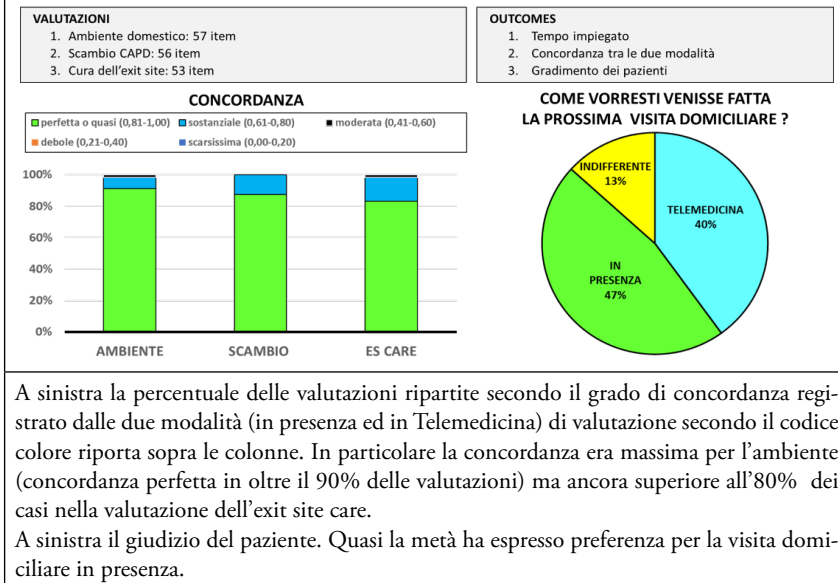 VALUTAZIONI
1. Ambiente domestico: 57 item
2. Scambio CAPD: 56 item
3. Cura dell'exit site: 53 item
OUTCOMES
1. Tempo impiegato
2. Concordanza tra le due modalità
3. Gradimento dei pazienti
CONCORDANZA
perfetta o quasi (0,81-1,00) sostanziale (0,61-0,80) moderata (0,41-0,60)
debole (0,21-0,40) scarsissima (0,00-0,20)
100%
80%
60%
40%
20%
0%
AMBIENTE SCAMBIO ES CARE
COME VORRESTI VENISSE FATTA
LA PROSSIMA VISITA DOMICILIARE ?
INDIFFERENTE
13%
TELEMEDICINA
40%
IN
PRESENZA
47%
A sinistra la percentuale delle valutazioni ripartite secondo il grado di concordanza regi-
strato dalle due modalità (in presenza ed in Telemedicina) di valutazione secondo il codice
colore riporta sopra le colonne. In particolare la concordanza era massima per l'ambiente
(concordanza perfetta in oltre il 90% delle valutazioni) ma ancora superiore all'80% dei
casi nella valutazione dell'exit site care.
A sinistra il giudizio del paziente. Quasi la metà ha espresso preferenza per la visita domi-
ciliare in presenza.